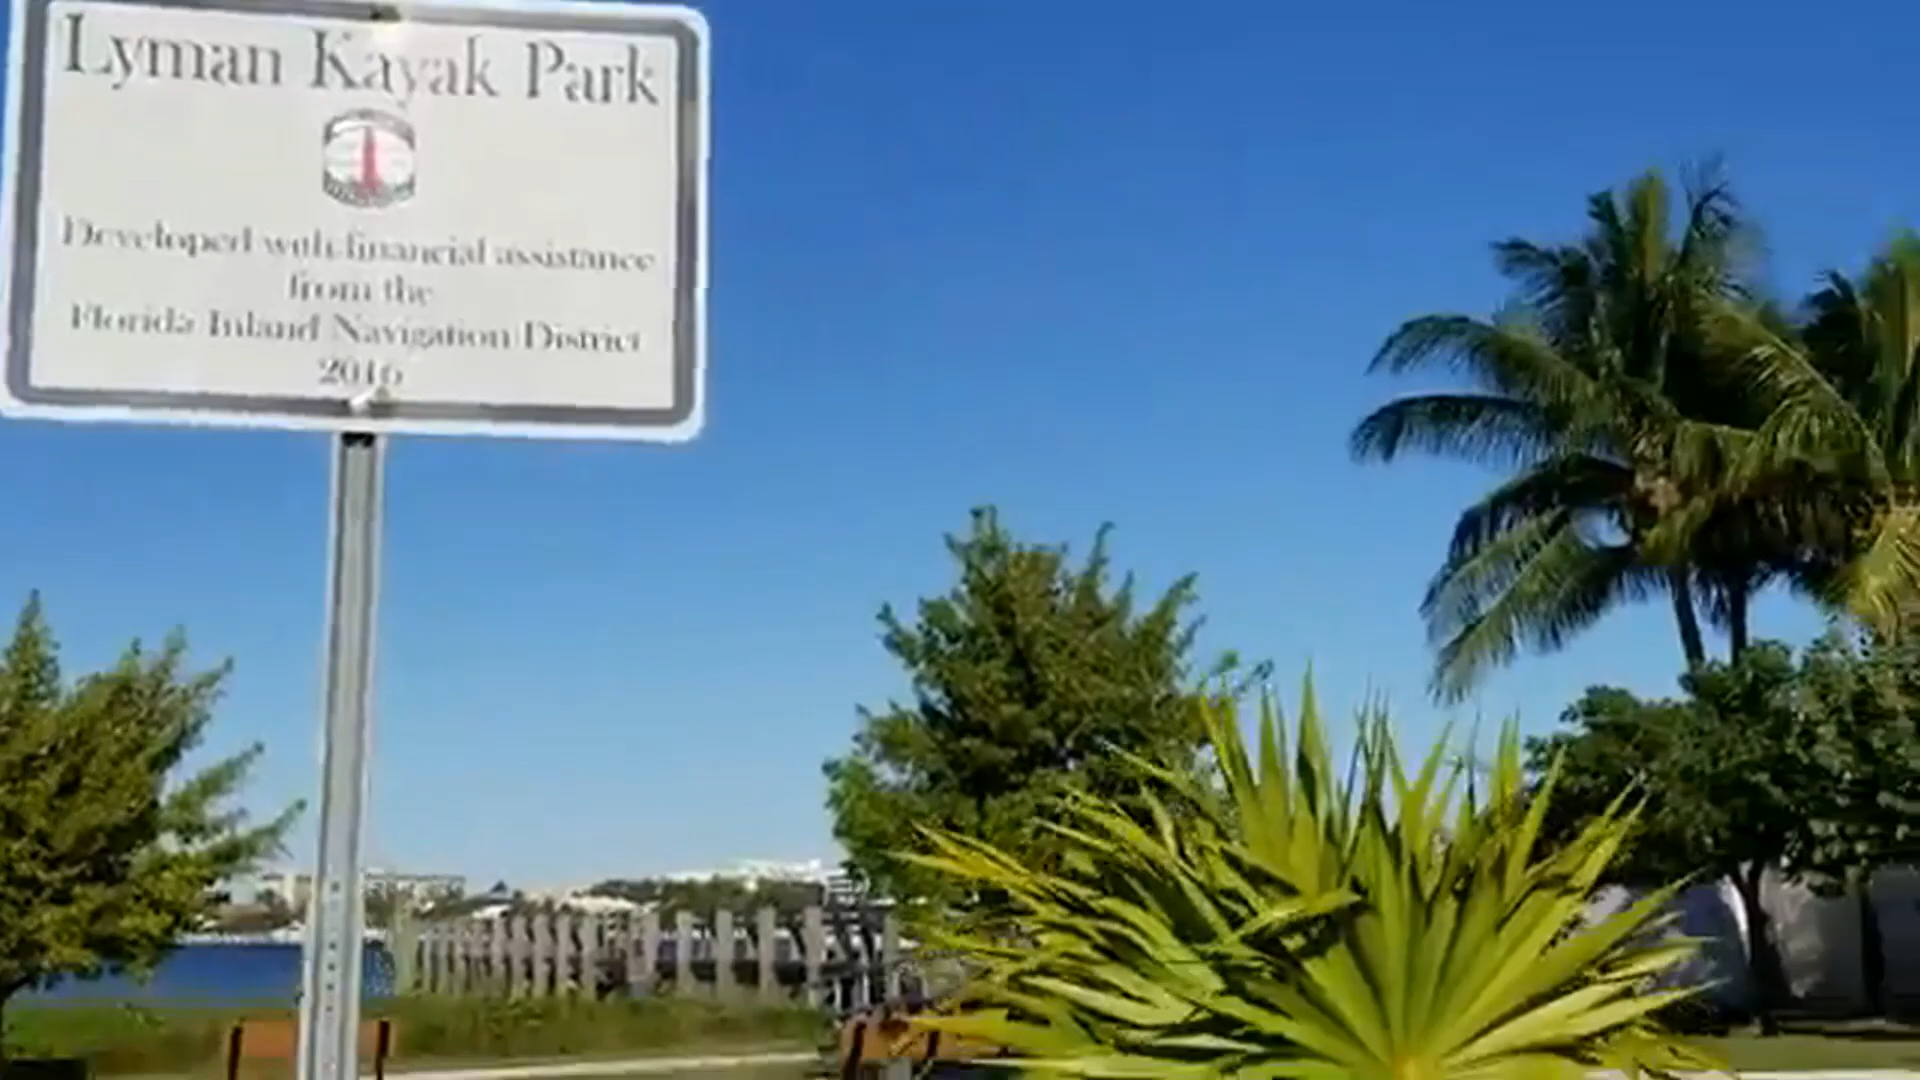 Lyman Kayak Park
Developed with financial assistance
from the
Florida Inland Navigation District
2016